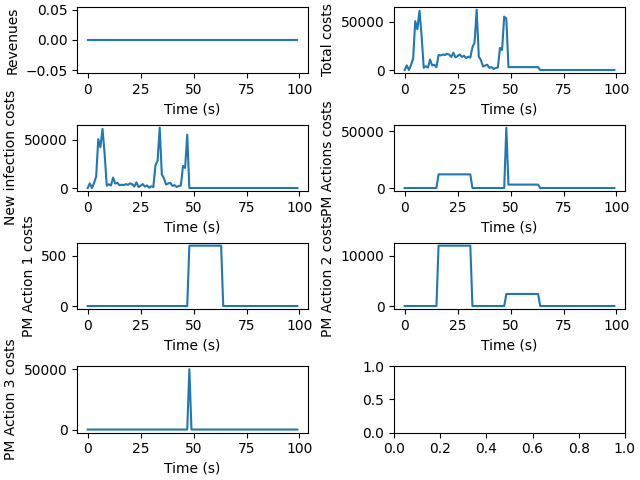 Revenues
0.05
0.00
−0.05
0 25 50 75 100
Time (s)
Total costs
50000
0
0 25 50 75 100
Time (s)
New infection costs
50000
0
0 25 50 75 100
Time (s)
PM Actions costs
50000
0
0 25 50 75 100
Time (s)
PM Action 1 costs
500
0
0 25 50 75 100
Time (s)
PM Action 2 costs
10000
0
0 25 50 75 100
Time (s)
PM Action 3 costs
50000
0
0 25 50 75 100
Time (s)
1.0
0.5
0.0
0.0 0.2 0.4 0.6 0.8 1.0